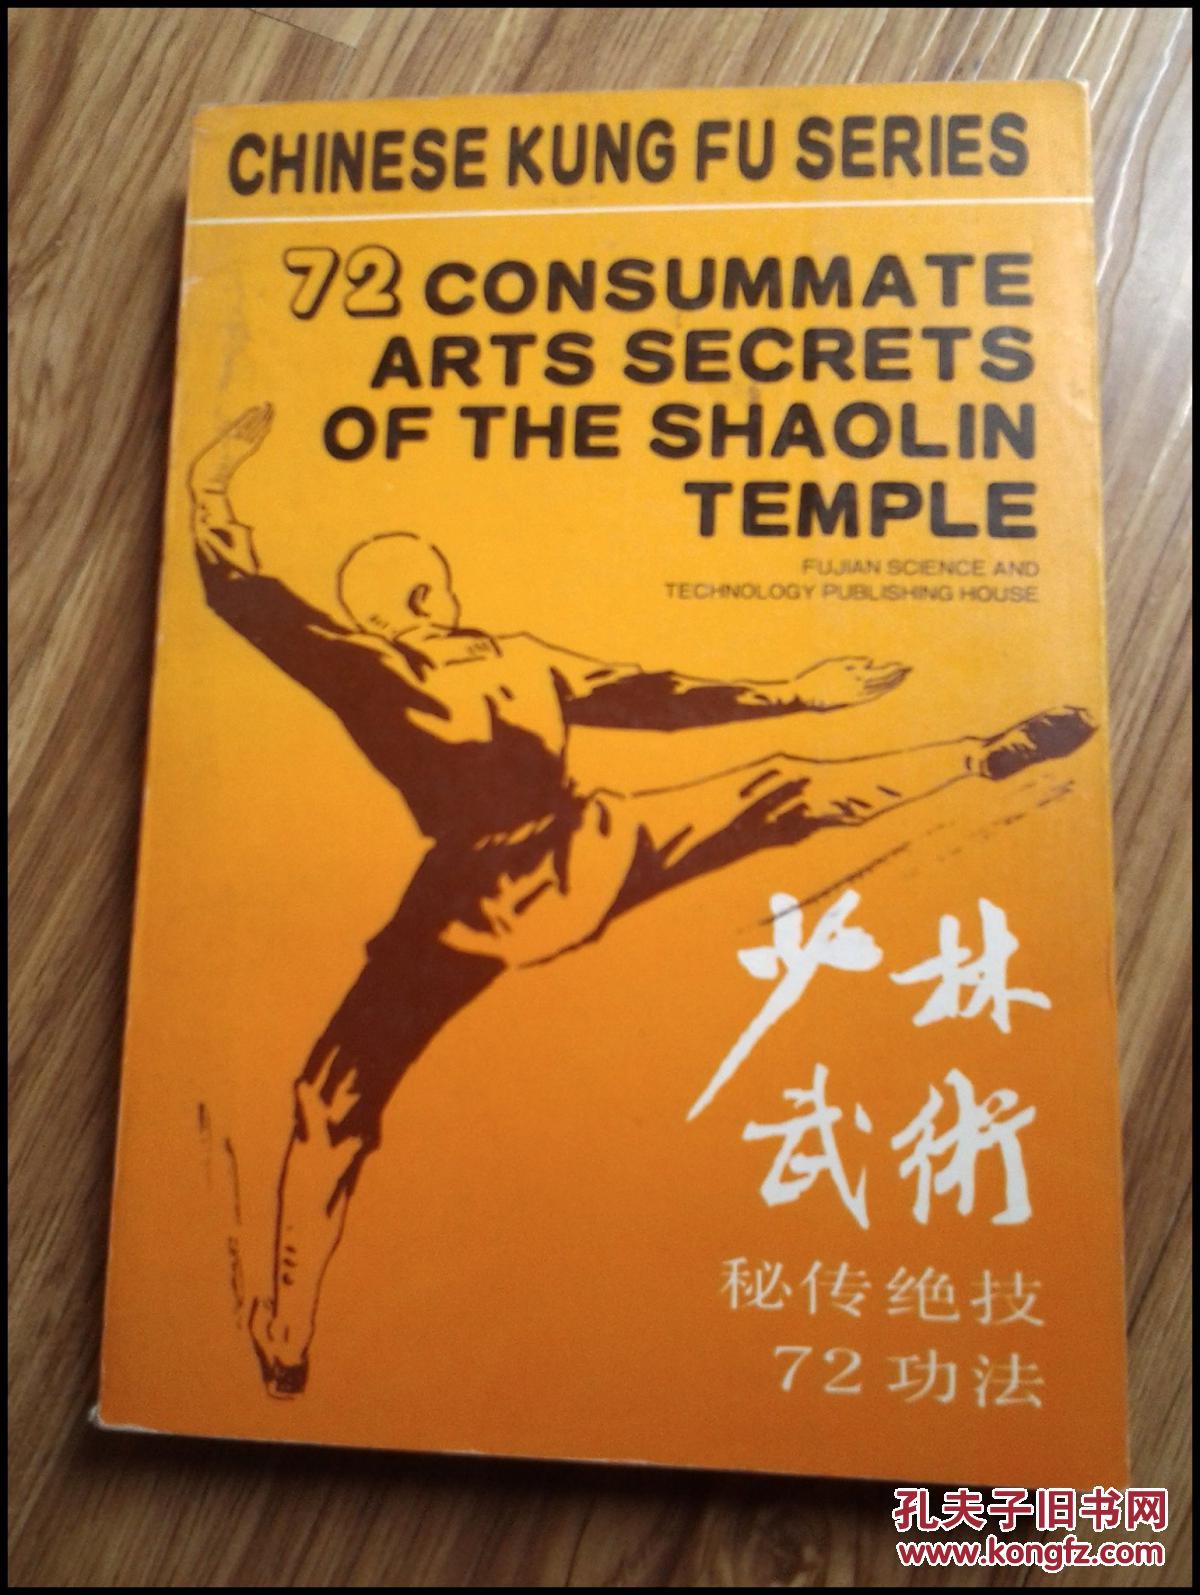 CHINESE KUNG FU SERIES
72 CONSUMMATE
ARTS SECRETS
OF THE SHAOLIN
TEMPLE
FUJIAN SCIENCE AND
TECHNOLOGY PUBLISHING HOUSE
少林
武術
秘传绝技
72功法
孔夫子旧书网
www.kongfz.com